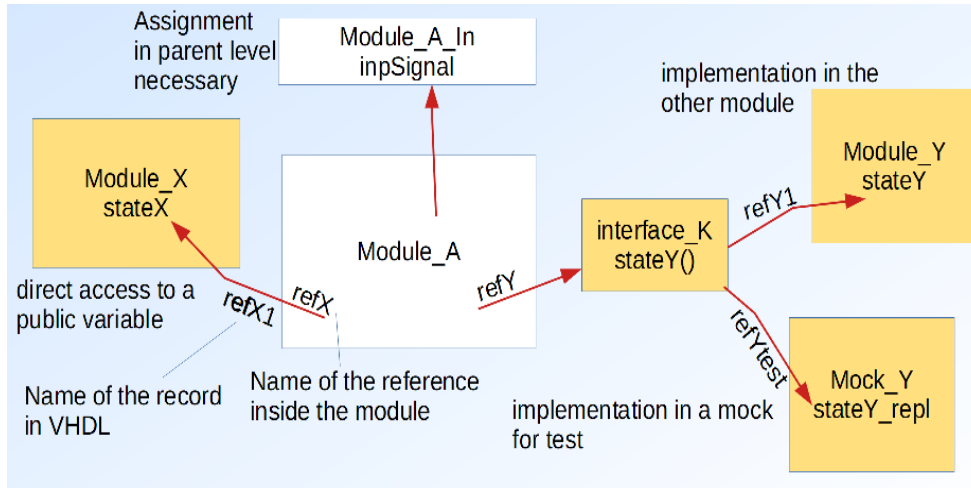 Assignment
in parent level
necessary
Module_A_In
inpSignal
implementation in the
other module
Module_X
stateX
Module_Y
stateY
Module_A
interface_K
stateY()
refY1
refY
refX
refX1
refYtest
direct access to a
public variable
Name of the record
in VHDL
Name of the reference
inside the module
implementation in a mock
for test
Mock_Y
stateY_repl